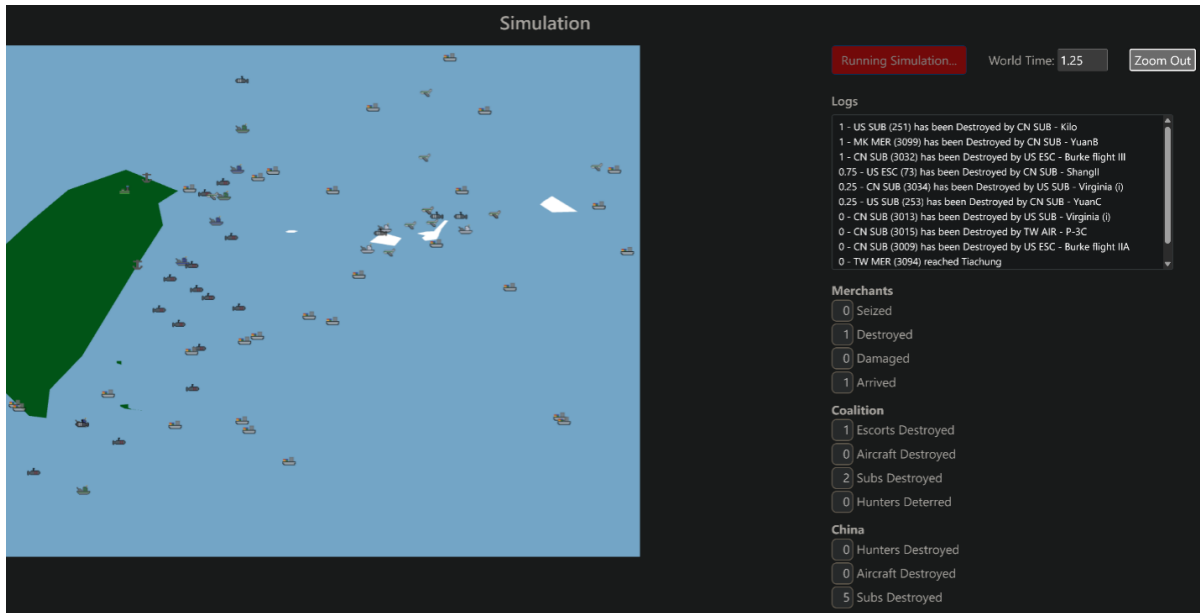 Simulation
Running Simulation...
World Time: 1.25
Zoom Out
Logs
1 - US SUB (251) has been Destroyed by CN SUB - Kilo
1 - MK MER (3099) has been Destroyed by CN SUB - YuanB
1 - CN SUB (3032) has been Destroyed by US ESC - Burke flight III
0.75 - US ESC (73) has been Destroyed by CN SUB - ShangII
0.25 - CN SUB (3034) has been Destroyed by US SUB - Virginia (i)
0.25 - US SUB (253) has been Destroyed by CN SUB - YuanC
0 - CN SUB (3013) has been Destroyed by US SUB - Virginia (i)
0 - CN SUB (3015) has been Destroyed by TW AIR - P-3C
0 - CN SUB (3009) has been Destroyed by US ESC - Burke flight IIA
0 - TW MER (3094) reached Tiachung
Merchants
0 Seized
1 Destroyed
0 Damaged
1 Arrived
Coalition
1 Escorts Destroyed
0 Aircraft Destroyed
2 Subs Destroyed
0 Hunters Deterred
China
0 Hunters Destroyed
0 Aircraft Destroyed
5 Subs Destroyed